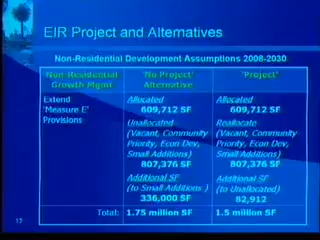 EIR Project and Alternatives
Non-Residential Development Assumptions 2008-2030
Non-Residential
Growth Mgmt
'No Project'
Alternative
'Project'
Extend
'Measure E'
Provisions
Allocated
609,712 SF
Unallocated
(Vacant, Community
Priority, Econ Dev,
Small Additions)
807,376 SF
Additional SF
(to Small Additions )
336,000 SF
Allocated
609,712 SF
Reallocate
(Vacant, Community
Priority, Econ Dev,
Small Additions)
807,376 SF
Additional SF
(to Unallocated)
82,912
Total:
1.75 million SF
1.5 million SF
17